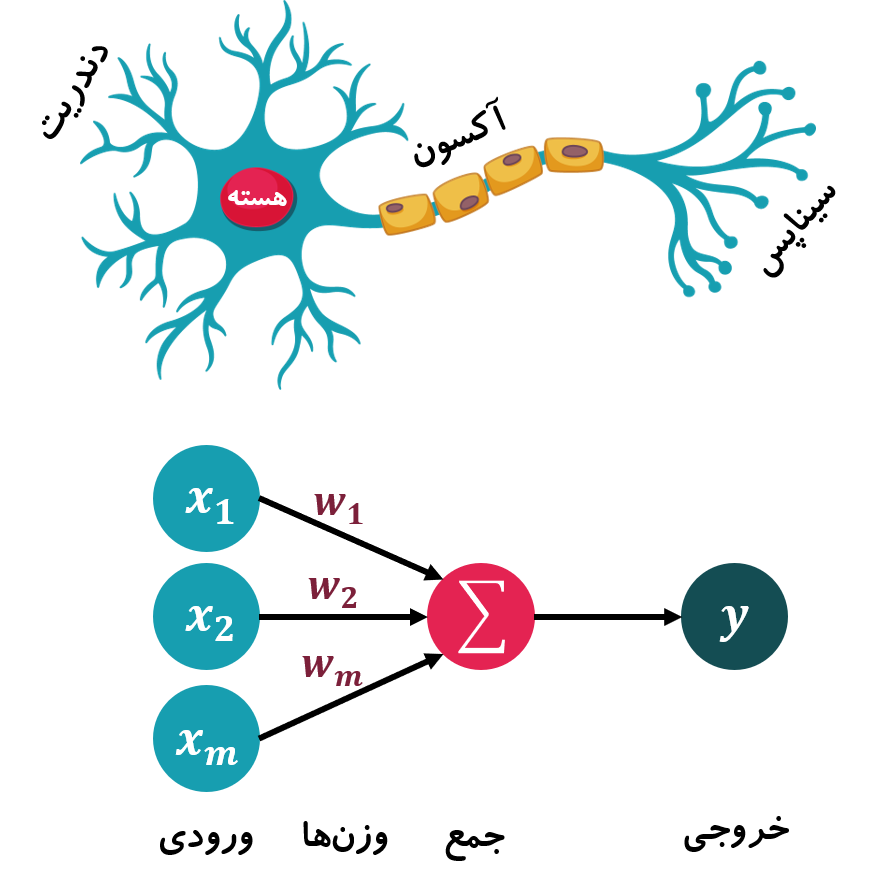 دندریت
آکسون
هسته
سیناپس
x₁
w₁
x₂
w₂
∑
y
wₘ
xₘ
ورودی
وزن‌ها
جمع
خروجی